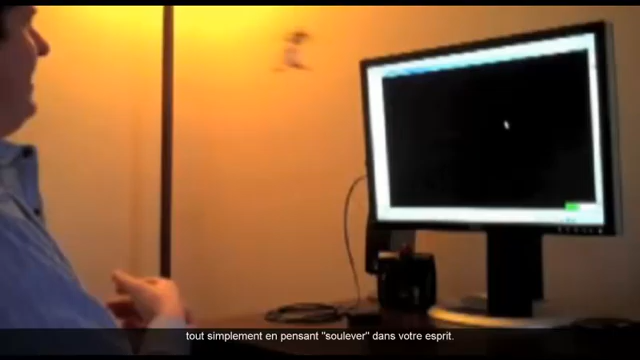 tout simplement en pensant "soulever" dans votre esprit.